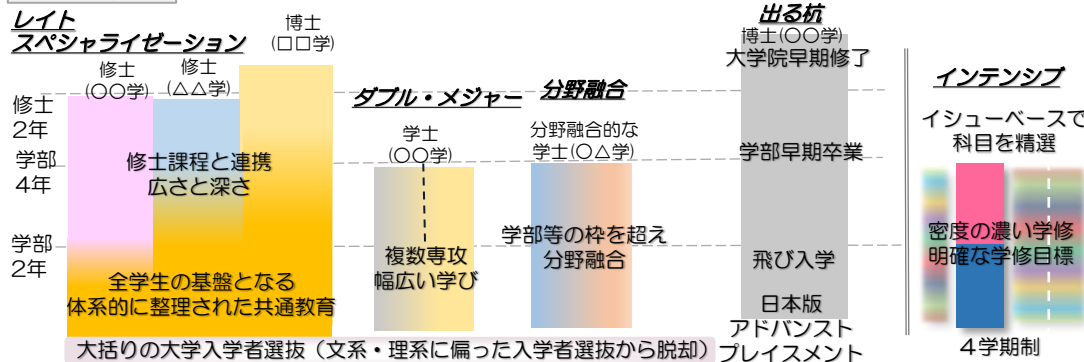 レイト
スペシャライゼーション
博士
(□□学)
修士
(○○学)
修士
(△△学)
修士
2年
学部
4年
学部
2年
修士課程と連携
広さと深さ
全学生の基盤となる
体系的に整理された共通教育
ダブル・メジャー
学士
(○○学)
複数専攻
幅広い学び
分野融合
分野融合的な
学士(○△学)
学部等の枠を超え
分野融合
大括りの大学入学者選抜（文系・理系に偏った入学者選抜から脱却）
出る杭
博士(○○学)
大学院早期修了
学部早期卒業
飛び入学
日本版
アドバンスト
プレイスメント
インテンシブ
イシューベースで
科目を精選
密度の濃い学修
明確な学修目標
4学期制